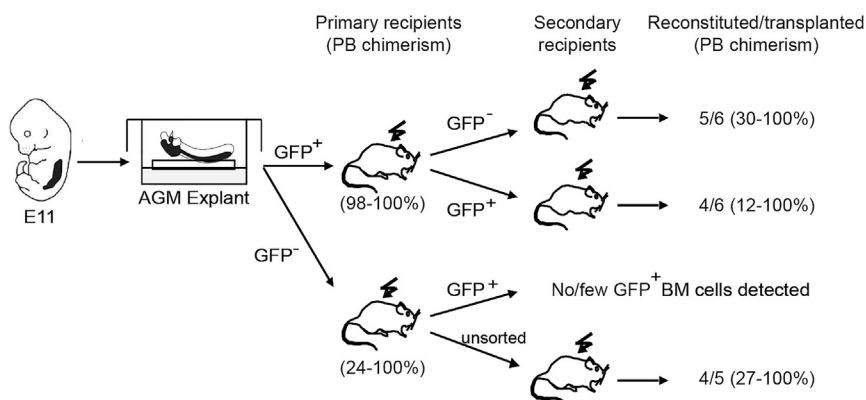 Primary recipients
(PB chimerism)
Secondary
recipients
Reconstituted/transplanted
(PB chimerism)
E11
AGM Explant
GFP+
(98-100%)
GFP-
5/6 (30-100%)
GFP+
4/6 (12-100%)
GFP-
(24-100%)
GFP+
No/few GFP+BM cells detected
unsorted
4/5 (27-100%)